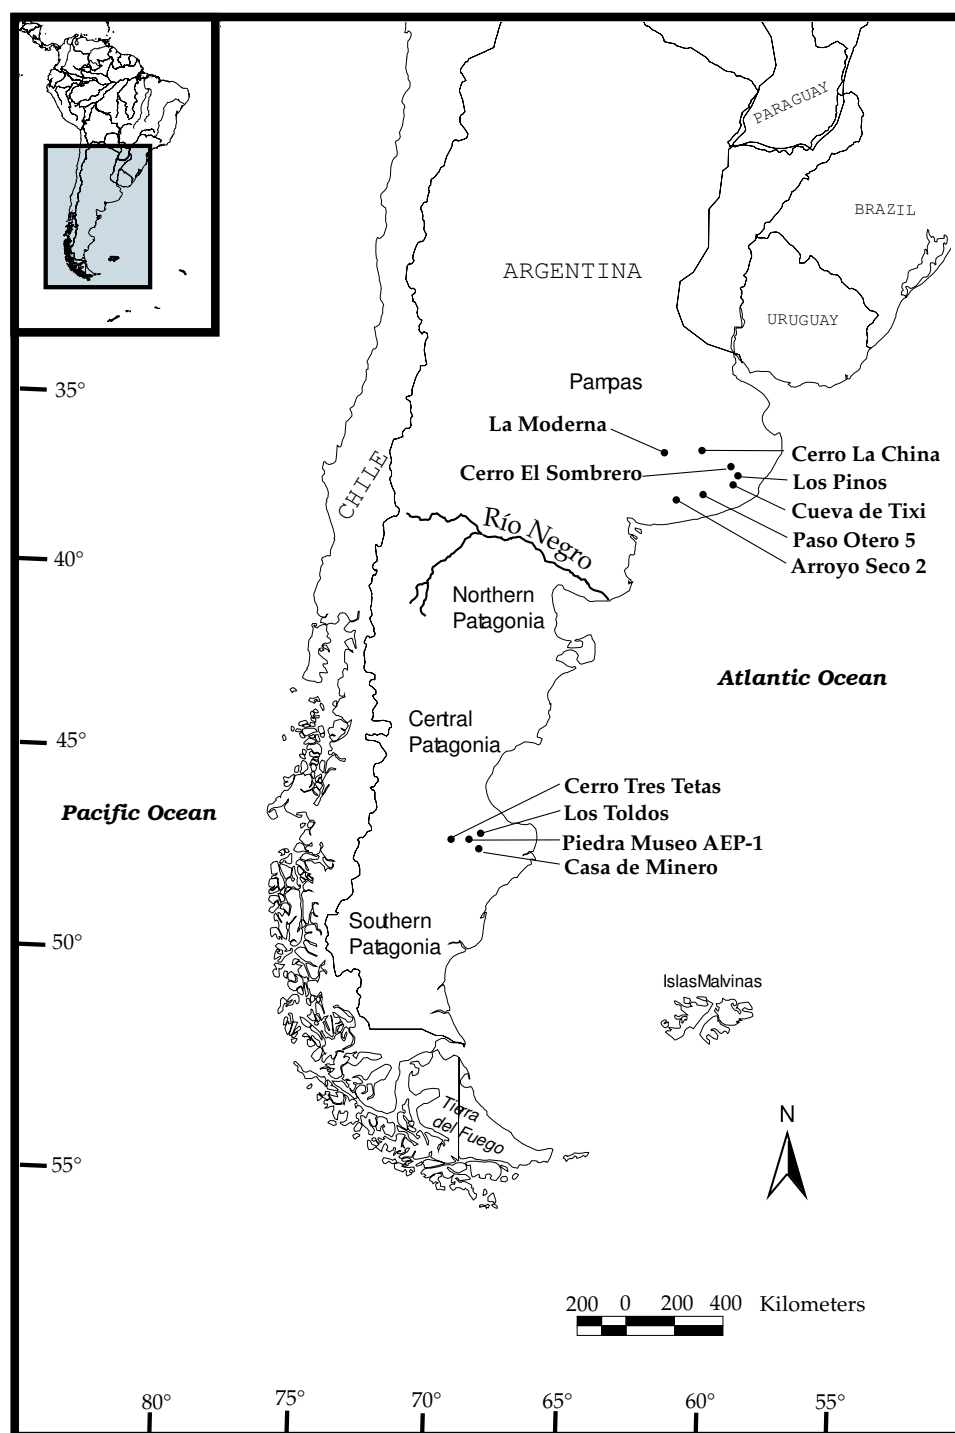 PARAGUAY
BRAZIL
ARGENTINA
URUGUAY
35°
Pampas
La Moderna
Cerro La China
Cerro El Sombrero
Los Pinos
CHILE
Cueva de Tixi
Río Negro
Paso Otero 5
40°
Arroyo Seco 2
Northern
Patagonia
Atlantic Ocean
Central
Patagonia
45°
Cerro Tres Tetas
Pacific Ocean
Los Toldos
Piedra Museo AEP-1
Casa de Minero
Southern
Patagonia
50°
Islas Malvinas
Tierra
del Fuego
N
55°
200 0 200 400 Kilometers
80° 75° 70° 65° 60° 55°